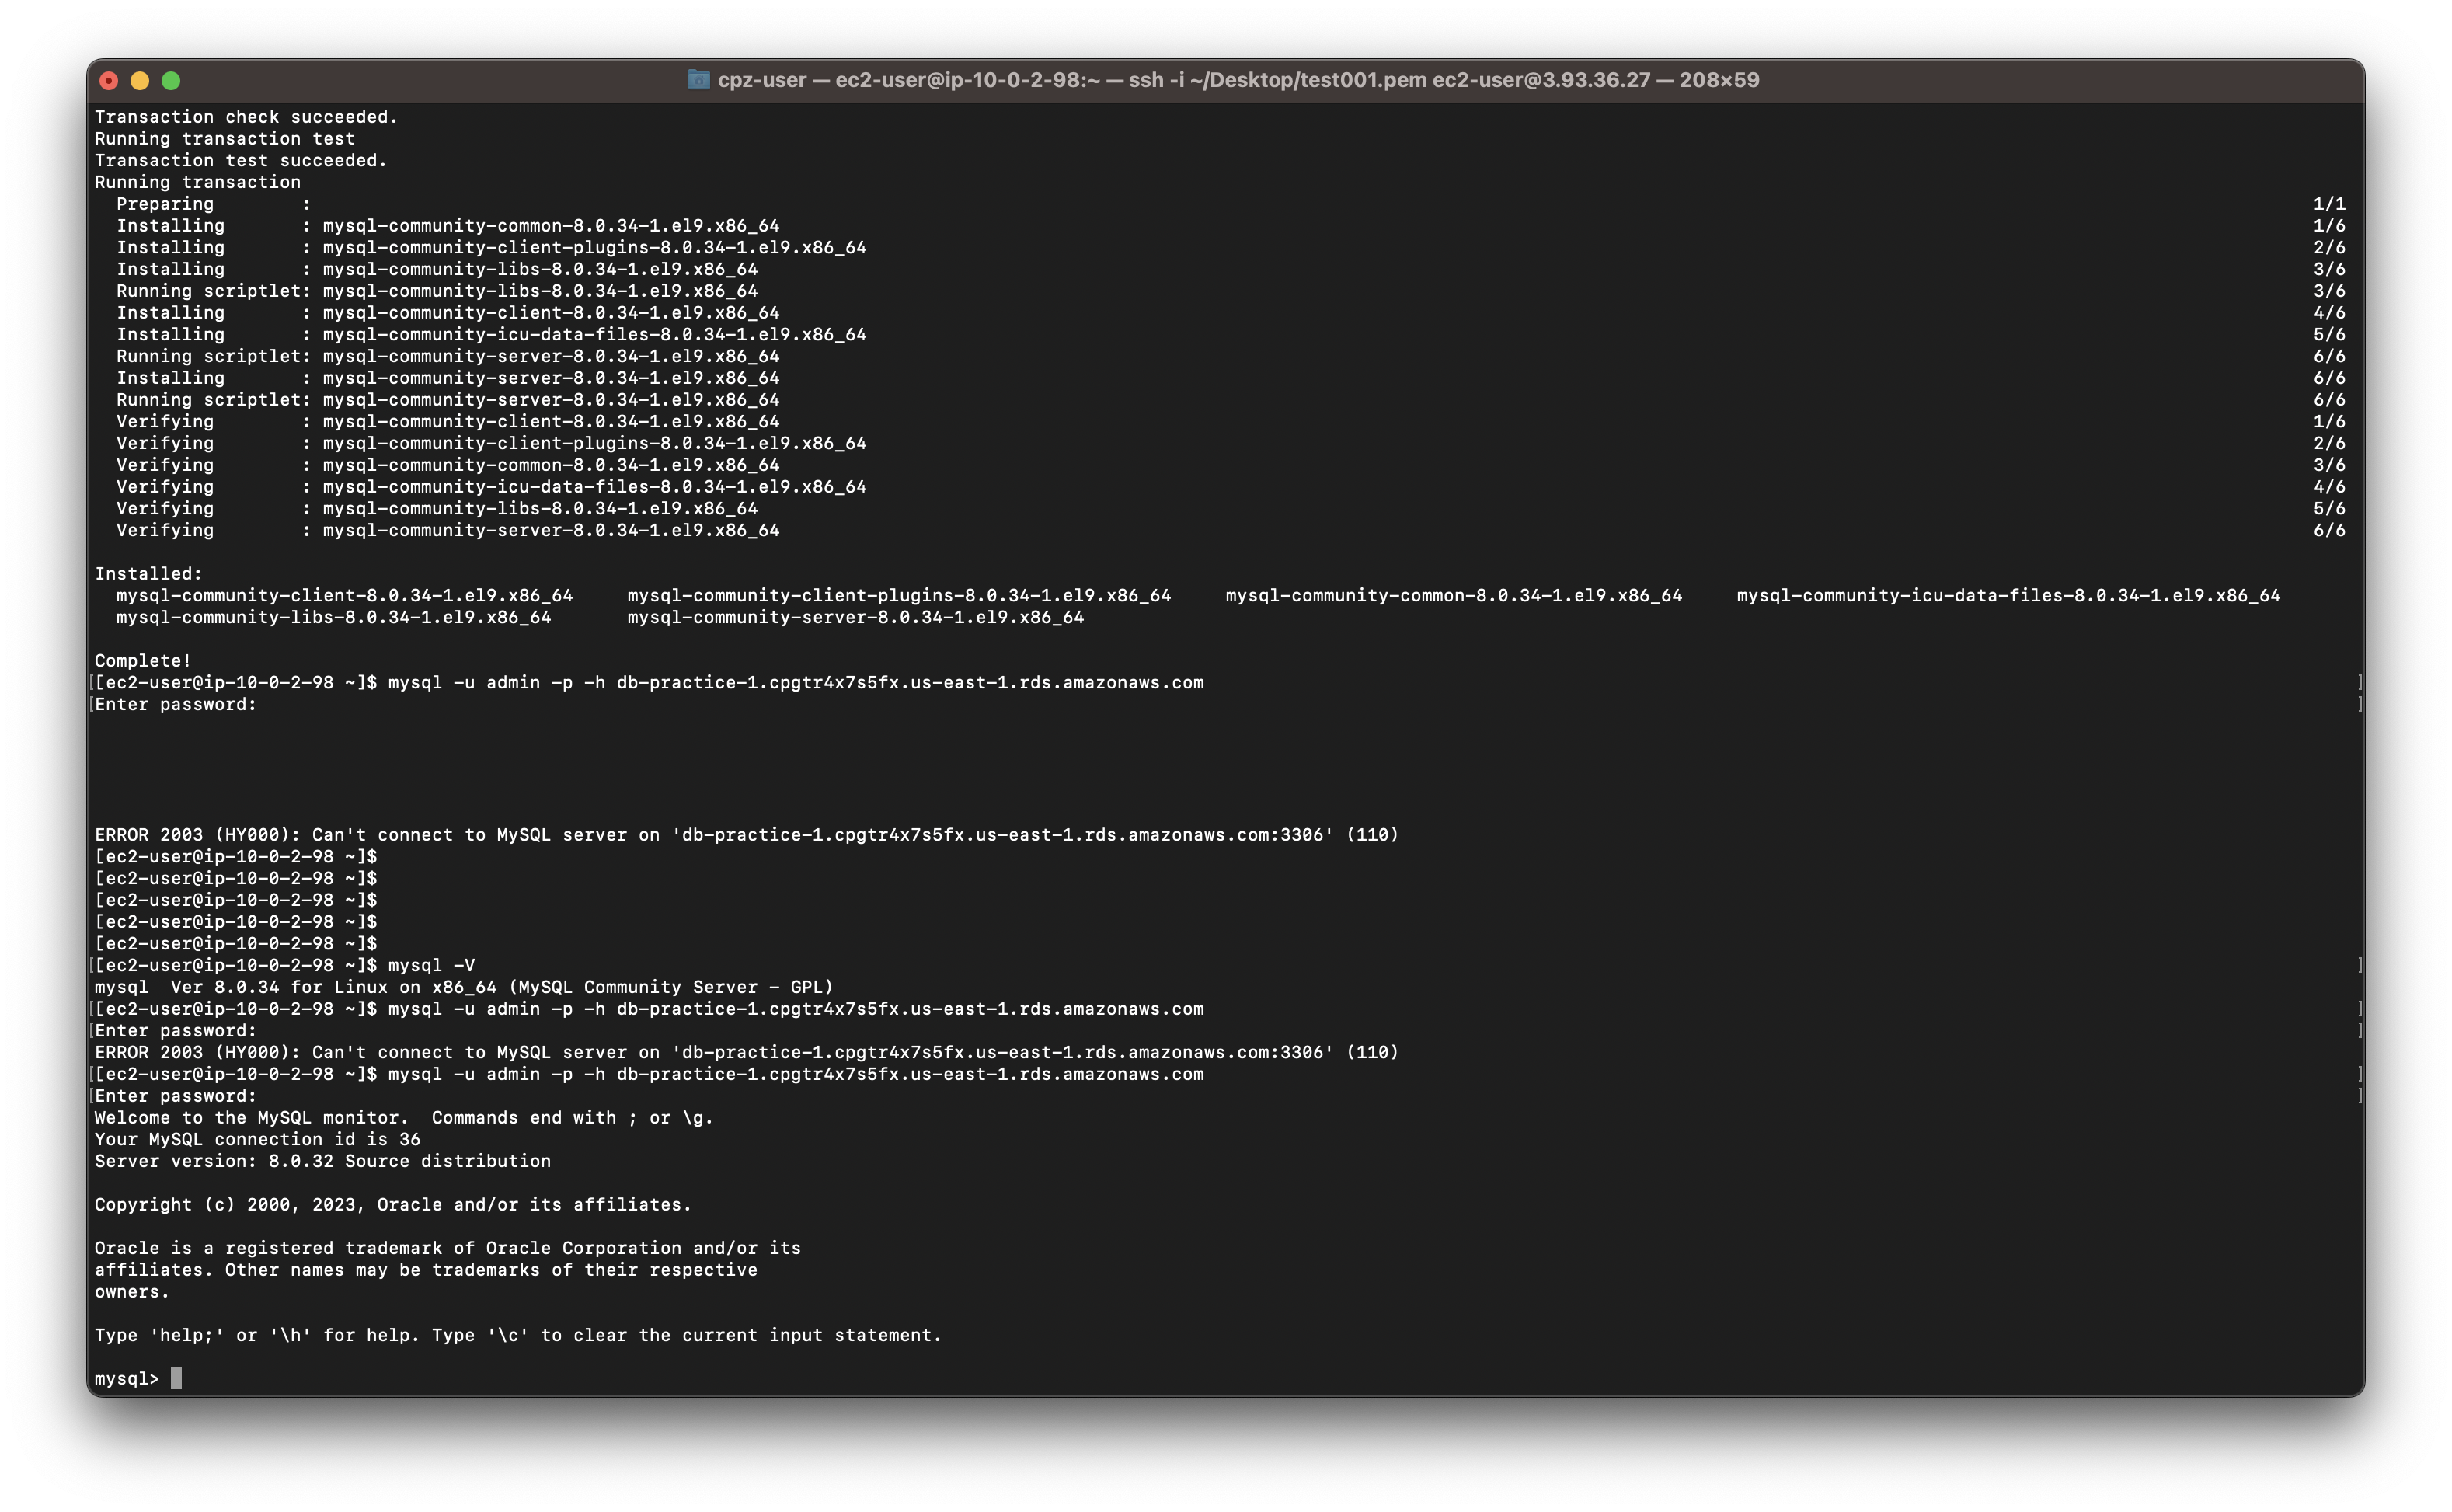 cpz-user — ec2-user@ip-10-0-2-98:~ — ssh -i ~/Desktop/test001.pem ec2-user@3.93.36.27 — 208×59
Transaction check succeeded.
Running transaction test
Transaction test succeeded.
Running transaction
  Preparing        :                                                                                                                                                                                        1/1
  Installing       : mysql-community-common-8.0.34-1.el9.x86_64                                                                                                                                             1/6
  Installing       : mysql-community-client-plugins-8.0.34-1.el9.x86_64                                                                                                                                     2/6
  Installing       : mysql-community-libs-8.0.34-1.el9.x86_64                                                                                                                                               3/6
  Running scriptlet: mysql-community-libs-8.0.34-1.el9.x86_64                                                                                                                                               3/6
  Installing       : mysql-community-client-8.0.34-1.el9.x86_64                                                                                                                                             4/6
  Installing       : mysql-community-icu-data-files-8.0.34-1.el9.x86_64                                                                                                                                     5/6
  Running scriptlet: mysql-community-server-8.0.34-1.el9.x86_64                                                                                                                                             6/6
  Installing       : mysql-community-server-8.0.34-1.el9.x86_64                                                                                                                                             6/6
  Running scriptlet: mysql-community-server-8.0.34-1.el9.x86_64                                                                                                                                             6/6
  Verifying        : mysql-community-client-8.0.34-1.el9.x86_64                                                                                                                                             1/6
  Verifying        : mysql-community-client-plugins-8.0.34-1.el9.x86_64                                                                                                                                     2/6
  Verifying        : mysql-community-common-8.0.34-1.el9.x86_64                                                                                                                                             3/6
  Verifying        : mysql-community-icu-data-files-8.0.34-1.el9.x86_64                                                                                                                                     4/6
  Verifying        : mysql-community-libs-8.0.34-1.el9.x86_64                                                                                                                                               5/6
  Verifying        : mysql-community-server-8.0.34-1.el9.x86_64                                                                                                                                             6/6
Installed:
  mysql-community-client-8.0.34-1.el9.x86_64     mysql-community-client-plugins-8.0.34-1.el9.x86_64     mysql-community-common-8.0.34-1.el9.x86_64     mysql-community-icu-data-files-8.0.34-1.el9.x86_64
  mysql-community-libs-8.0.34-1.el9.x86_64       mysql-community-server-8.0.34-1.el9.x86_64
Complete!
[[ec2-user@ip-10-0-2-98 ~]$ mysql -u admin -p -h db-practice-1.cpgtr4x7s5fx.us-east-1.rds.amazonaws.com ]
[Enter password: ]
ERROR 2003 (HY000): Can't connect to MySQL server on 'db-practice-1.cpgtr4x7s5fx.us-east-1.rds.amazonaws.com:3306' (110)
[ec2-user@ip-10-0-2-98 ~]$
[ec2-user@ip-10-0-2-98 ~]$
[ec2-user@ip-10-0-2-98 ~]$
[ec2-user@ip-10-0-2-98 ~]$
[ec2-user@ip-10-0-2-98 ~]$
[[ec2-user@ip-10-0-2-98 ~]$ mysql -V ]
mysql  Ver 8.0.34 for Linux on x86_64 (MySQL Community Server - GPL)
[[ec2-user@ip-10-0-2-98 ~]$ mysql -u admin -p -h db-practice-1.cpgtr4x7s5fx.us-east-1.rds.amazonaws.com ]
[Enter password: ]
ERROR 2003 (HY000): Can't connect to MySQL server on 'db-practice-1.cpgtr4x7s5fx.us-east-1.rds.amazonaws.com:3306' (110)
[[ec2-user@ip-10-0-2-98 ~]$ mysql -u admin -p -h db-practice-1.cpgtr4x7s5fx.us-east-1.rds.amazonaws.com ]
[Enter password: ]
Welcome to the MySQL monitor.  Commands end with ; or \g.
Your MySQL connection id is 36
Server version: 8.0.32 Source distribution
Copyright (c) 2000, 2023, Oracle and/or its affiliates.
Oracle is a registered trademark of Oracle Corporation and/or its
affiliates. Other names may be trademarks of their respective
owners.
Type 'help;' or '\h' for help. Type '\c' to clear the current input statement.
mysql>